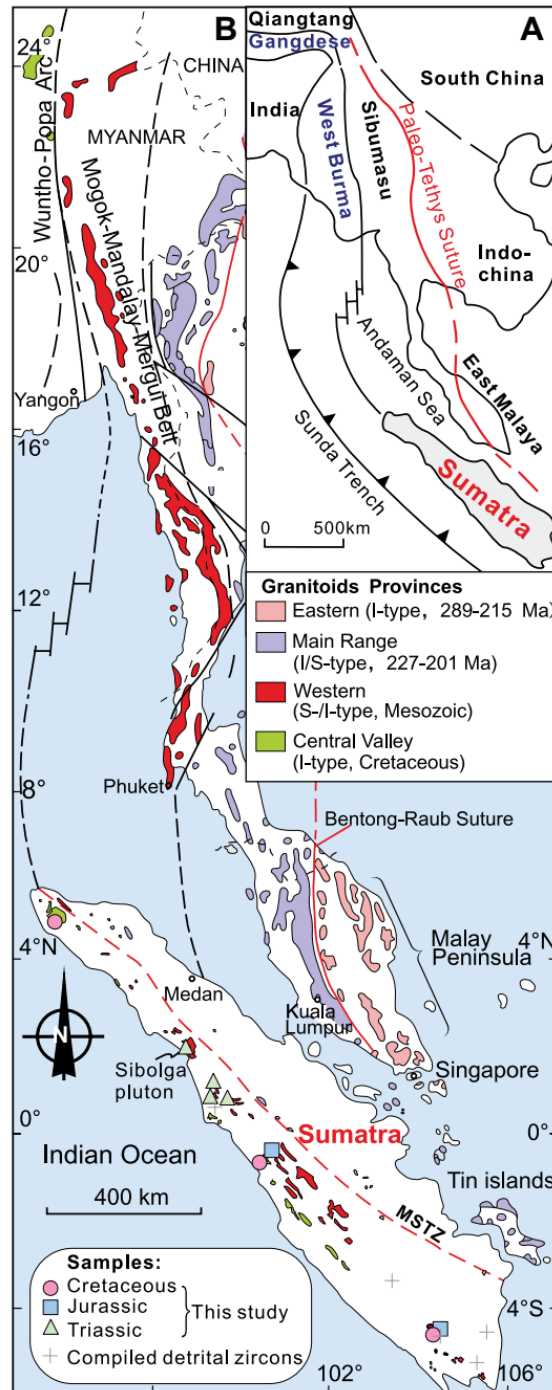 B
24°
CHINA
MYANMAR
Wuntho-Popa Arc
Mogok-Mandalay-Mergui Belt
20°
Yangon
16°
12°
Phuket
8°
A
Qiangtang
Gangdese
South China
India
West Burma
Sibumasu
Paleo-Tethys Suture
Indo-
china
Andaman Sea
East Malaya
Sunda Trench
Sumatra
0
500km
Granitoids Provinces
Eastern (I-type, 289-215 Ma)
Main Range
(I/S-type, 227-201 Ma)
Western
(S-/I-type, Mesozoic)
Central Valley
(I-type, Cretaceous)
Bentong-Raub Suture
4°N
Malay
Peninsula
4°N
Medan
Kuala
Lumpur
N
Singapore
Sibolga
pluton
0°
Sumatra
0°
Indian Ocean
Tin islands
400 km
MSTZ
Samples:
Cretaceous
Jurassic
This study
Triassic
Compiled detrital zircons
4°S
102
106°